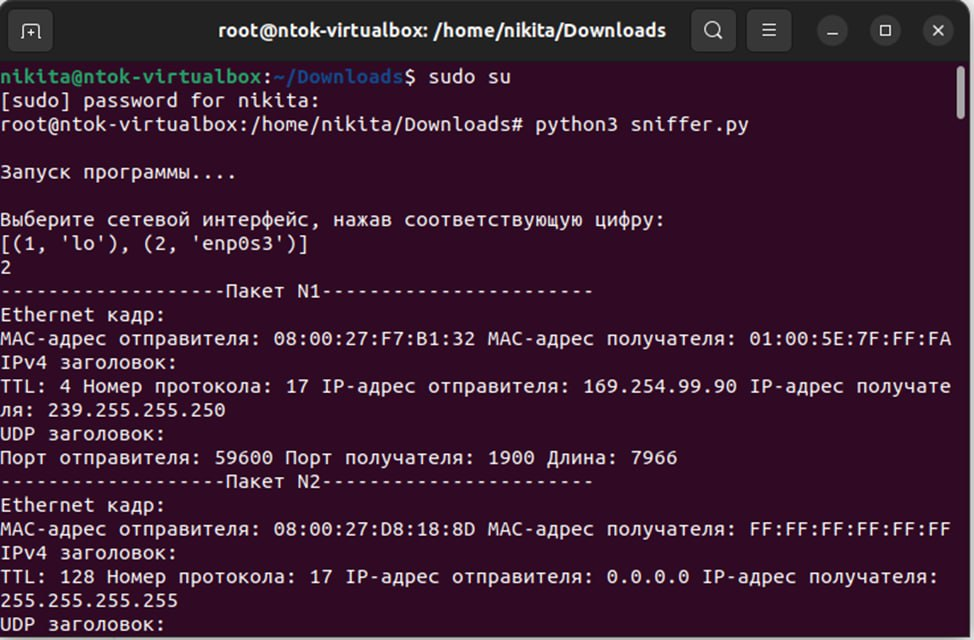 root@ntok-virtualbox: /home/nikita/Downloads
nikita@ntok-virtualbox:~/Downloads$ sudo su
[sudo] password for nikita:
root@ntok-virtualbox:/home/nikita/Downloads# python3 sniffer.py
Запуск программы....
Выберите сетевой интерфейс, нажав соответствующую цифру:
[(1, 'lo'), (2, 'enp0s3')]
2
-------------------Пакет N1-----------------------
Ethernet кадр:
MAC-адрес отправителя: 08:00:27:F7:B1:32 MAC-адрес получателя: 01:00:5E:7F:FF:FA
IPv4 заголовок:
TTL: 4 Номер протокола: 17 IP-адрес отправителя: 169.254.99.90 IP-адрес получате
ля: 239.255.255.250
UDP заголовок:
Порт отправителя: 59600 Порт получателя: 1900 Длина: 7966
-------------------Пакет N2-----------------------
Ethernet кадр:
MAC-адрес отправителя: 08:00:27:D8:18:8D MAC-адрес получателя: FF:FF:FF:FF:FF:FF
IPv4 заголовок:
TTL: 128 Номер протокола: 17 IP-адрес отправителя: 0.0.0.0 IP-адрес получателя:
255.255.255.255
UDP заголовок: